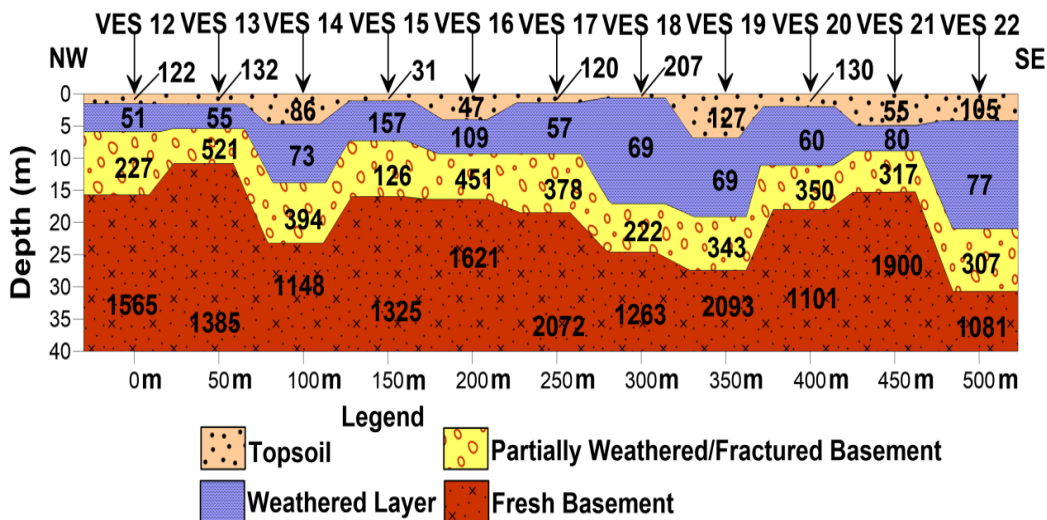 VES 12 VES 13 VES 14 VES 15 VES 16 VES 17 VES 18 VES 19 VES 20 VES 21 VES 22
NW SE
122 132 31 120 207 130
0
51 55 86 157 47 57 127 60 55 105
5
109 80
227 521 73 69
10
126 451 378 69 350 317 77
15
394
20
222 343
25
1148 1621 1900 307
30
1565 1385 1325 2072 1263 2093 1101 1081
35
40
Depth (m)
0m 50m 100m 150m 200m 250m 300m 350m 400m 450m 500m
Legend
Topsoil Partially Weathered/Fractured Basement
Weathered Layer Fresh Basement